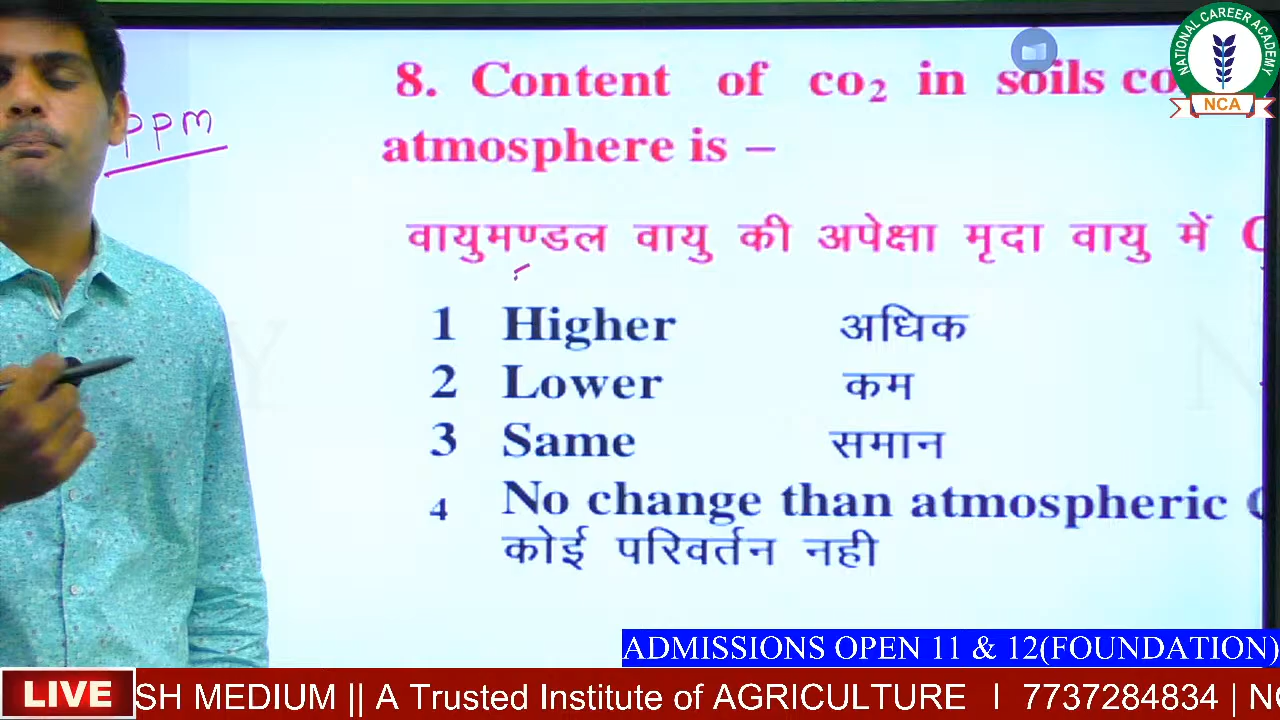 NATIONAL CAREER ACADEMY
NCA
ppm
8. Content of co₂ in soils co
atmosphere is –
वायुमण्डल वायु की अपेक्षा मृदा वायु में C
1 Higher अधिक
2 Lower कम
3 Same समान
4 No change than atmospheric C
कोई परिवर्तन नही
ADMISSIONS OPEN 11 & 12(FOUNDATION)
LIVE SH MEDIUM || A Trusted Institute of AGRICULTURE I 7737284834 | NC